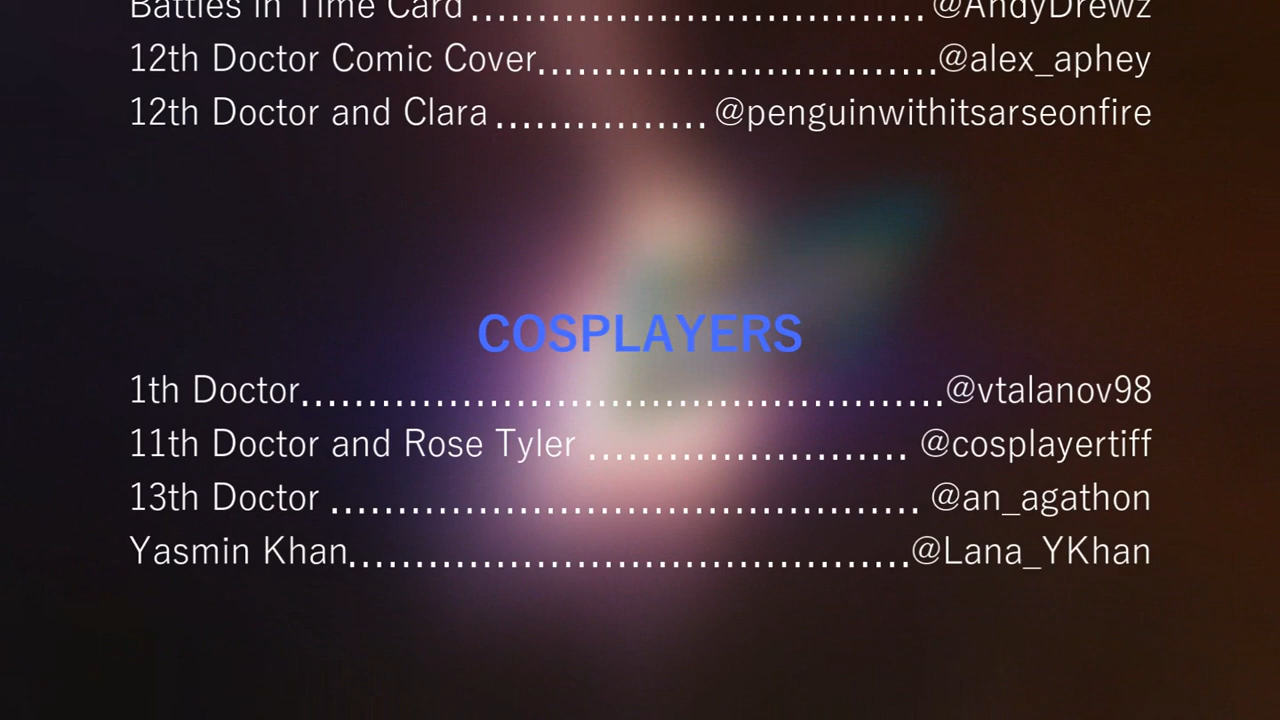 Battles in Time Card.................................@AndyDrewz
12th Doctor Comic Cover..............................@alex_aphey
12th Doctor and Clara ................ @penguinwithitsarseonfire
COSPLAYERS
1th Doctor................................................@vtalanov98
11th Doctor and Rose Tyler ........................ @cosplayertiff
13th Doctor ............................................ @an_agathon
Yasmin Khan..........................................@Lana_YKhan